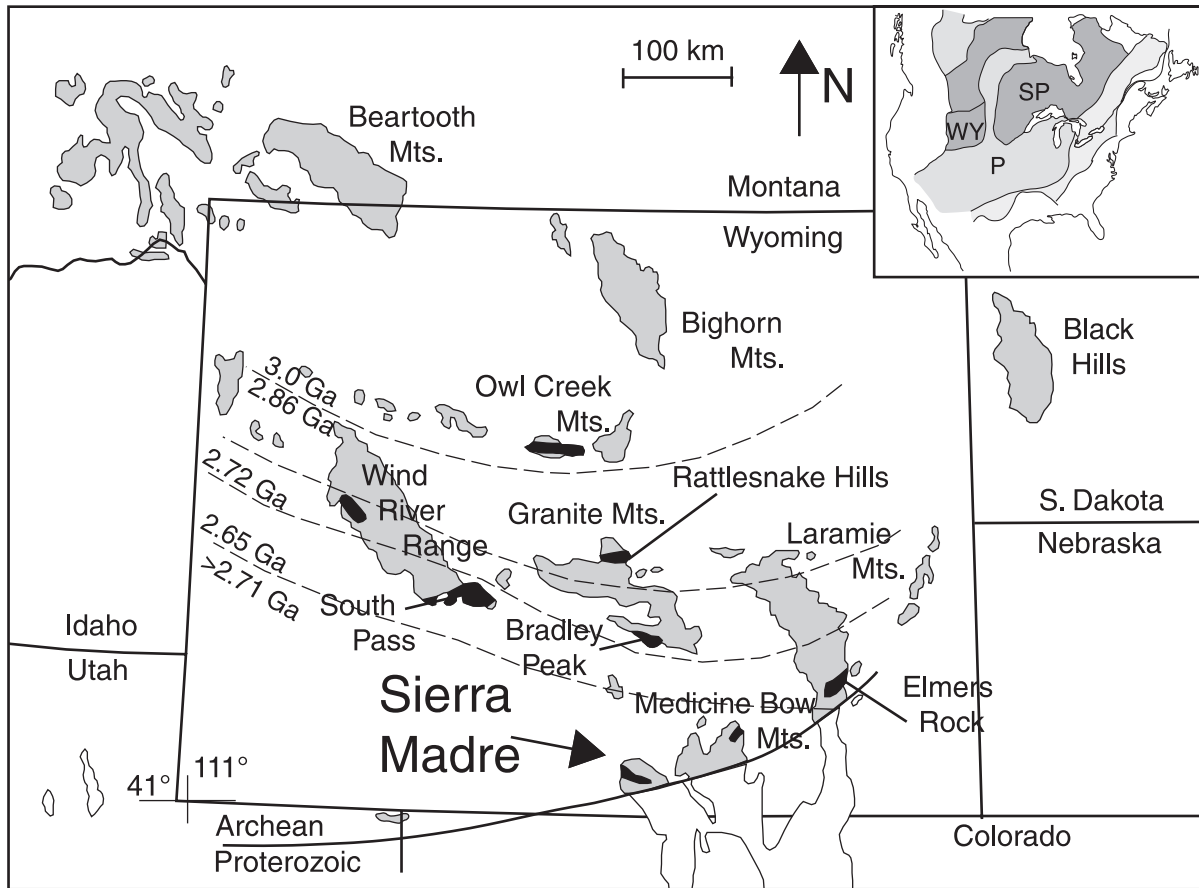 100 km
N
SP
WY
P
Beartooth
Mts.
Montana
Wyoming
Bighorn
Mts.
Black
Hills
3.0 Ga
2.86 Ga
Owl Creek
Mts.
2.72 Ga
Wind
River
Range
Rattlesnake Hills
Granite Mts.
Laramie
Mts.
S. Dakota
Nebraska
2.65 Ga
>2.71 Ga
South
Pass
Bradley
Peak
Idaho
Utah
Sierra
Madre
Medicine Bow
Mts.
Elmers
Rock
111°
41°
Archean
Proterozoic
Colorado